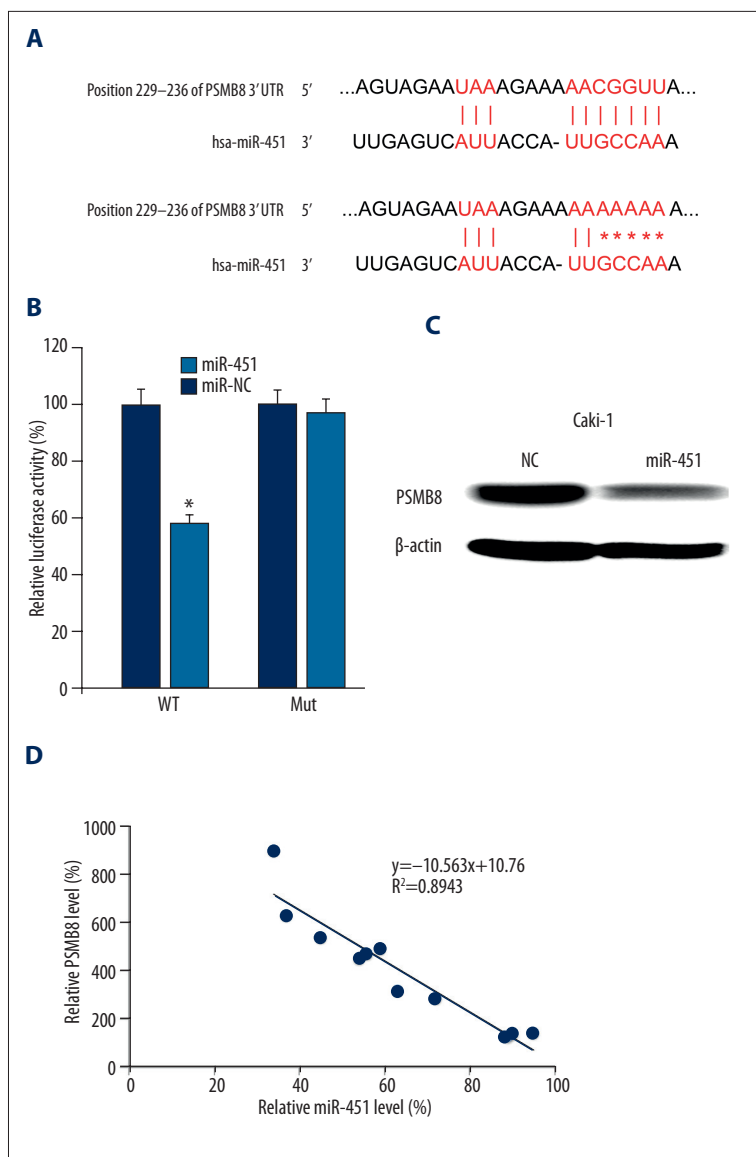 A
Position 229–236 of PSMB8 3’UTR 5’ ...AGUAGAAUAAAGAAAAACGGUUA...
hsa-miR-451 3’ UUGAGUCAUUACCA- UUGCCAAA
Position 229–236 of PSMB8 3’UTR 5’ ...AGUAGAAUAAAGAAA AAAAAAA A...
* * * * *
hsa-miR-451 3’ UUGAGUCAUUACCA- UUGCCAAA
B
Relative luciferase activity (%)
120
100
80
60
40
20
0
miR-451
miR-NC
*
WT Mut
C
Caki-1
NC miR-451
PSMB8
β-actin
D
Relative PSMB8 level (%)
1000
800
600
400
200
0
y=–10.563x+10.76
R²=0.8943
0 20 40 60 80 100
Relative miR-451 level (%)